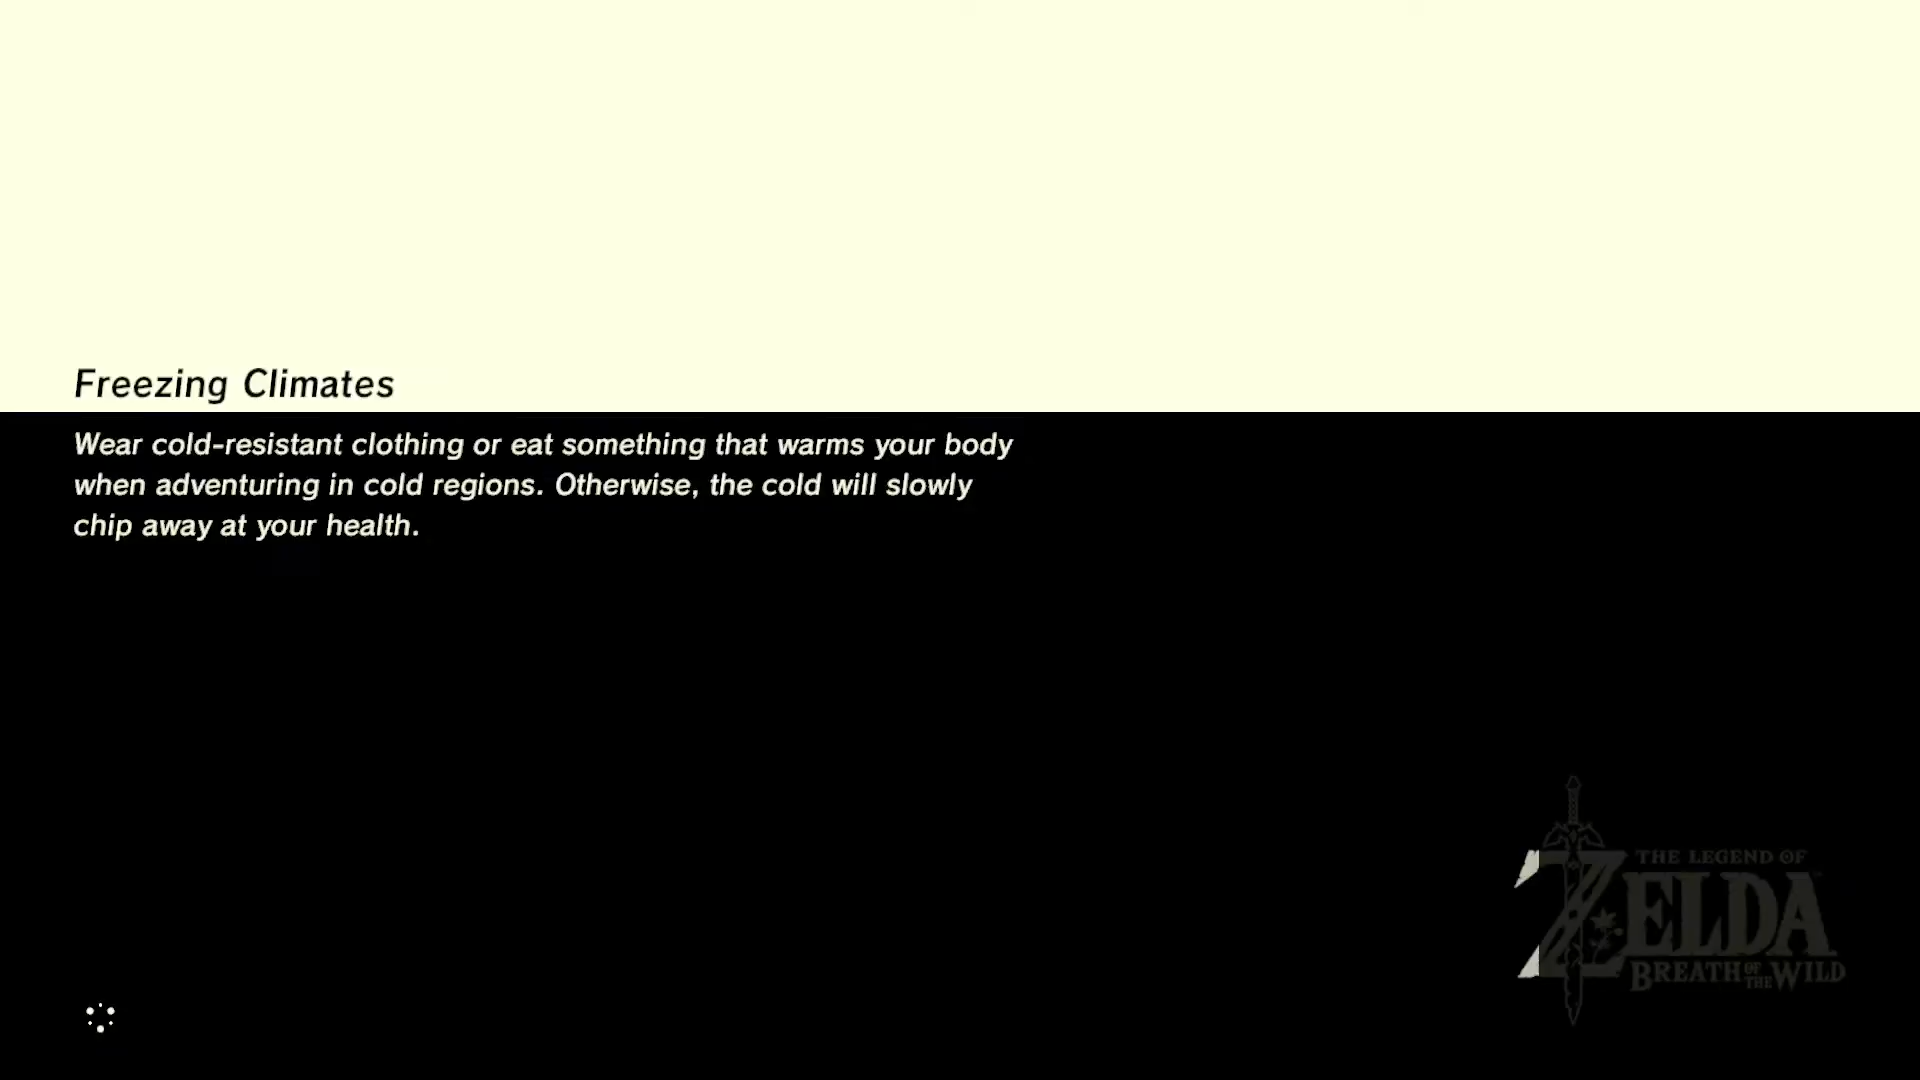 Freezing Climates
Wear cold-resistant clothing or eat something that warms your body
when adventuring in cold regions. Otherwise, the cold will slowly
chip away at your health.
THE LEGEND OF
ZELDA
BREATH OF THE WILD